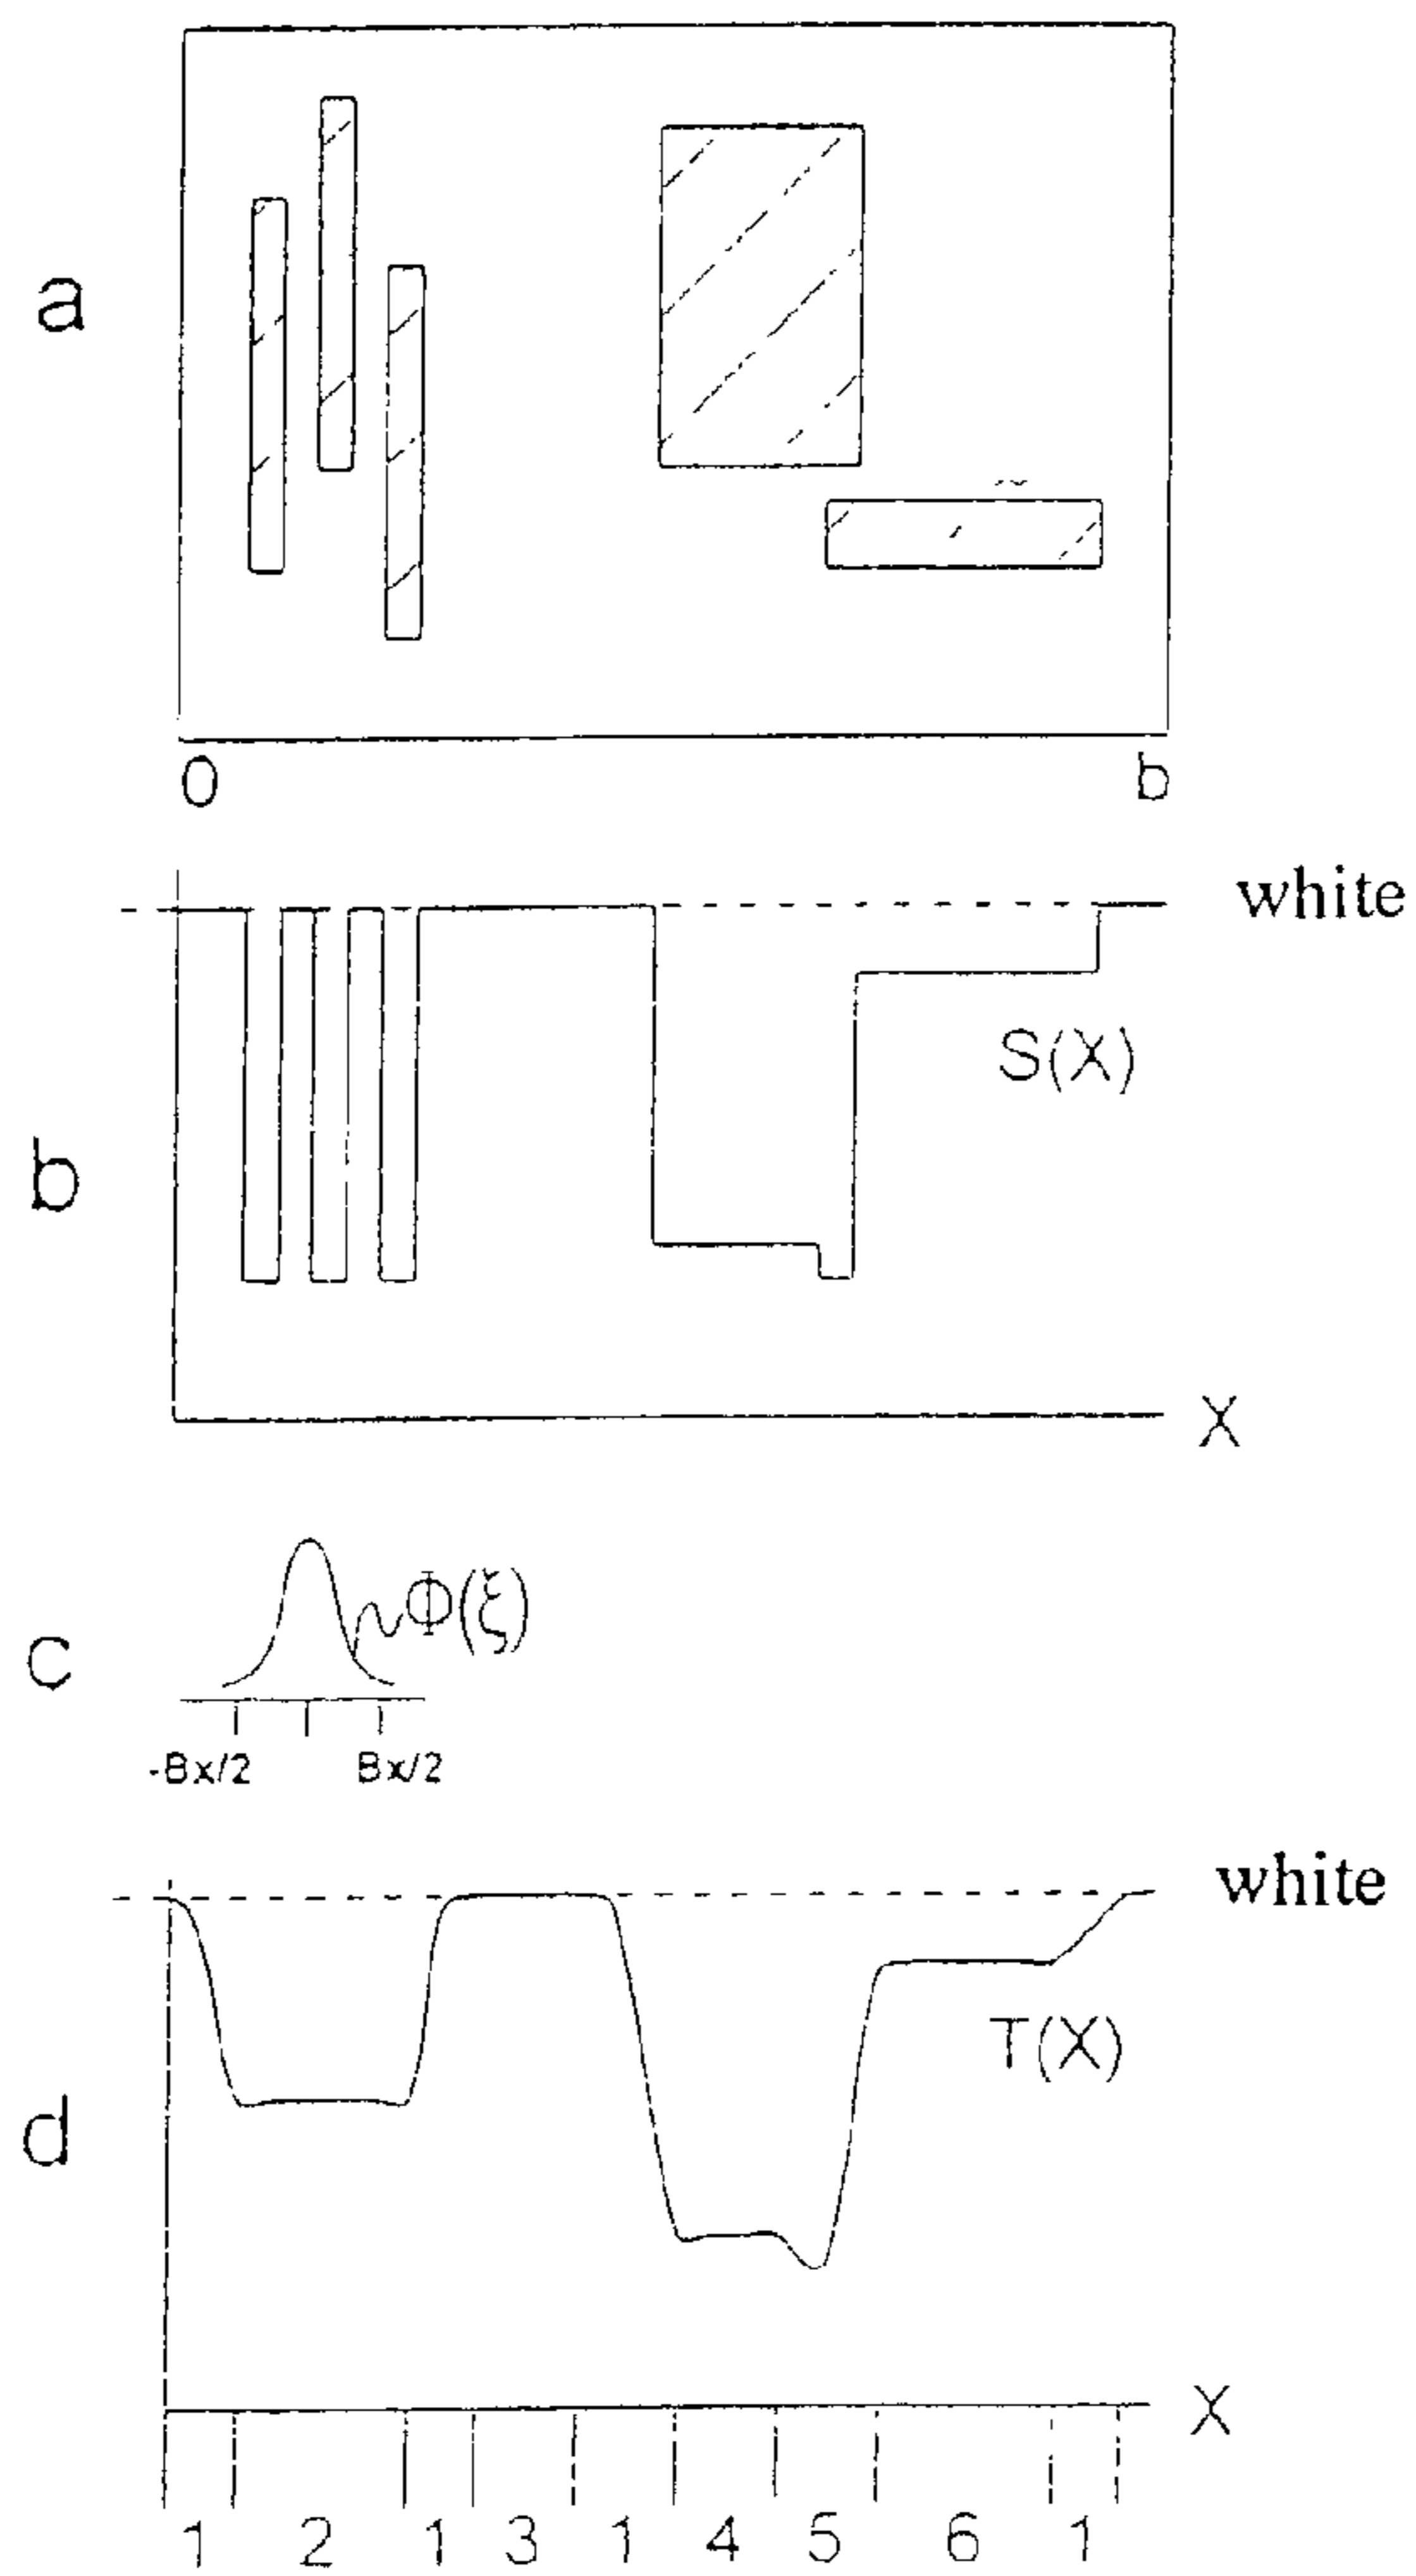 a
0 b
white
S(X)
b
X
Φ(ξ)
c
-Bx/2 Bx/2
white
T(X)
d
X
1 2 1 3 1 4 5 6 1